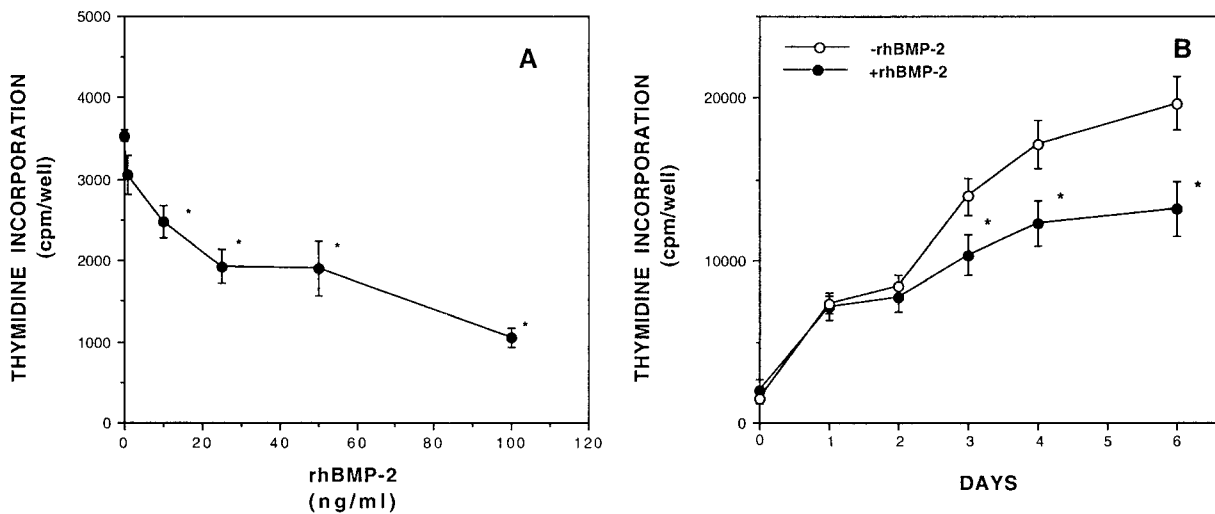 A
THYMIDINE INCORPORATION
(cpm/well)
5000
4000
3000
2000
1000
0
*
*
*
*
0 20 40 60 80 100 120
rhBMP-2
(ng/ml)
B
-rhBMP-2
+rhBMP-2
THYMIDINE INCORPORATION
(cpm/well)
20000
10000
0
*
*
*
0 1 2 3 4 5 6
DAYS